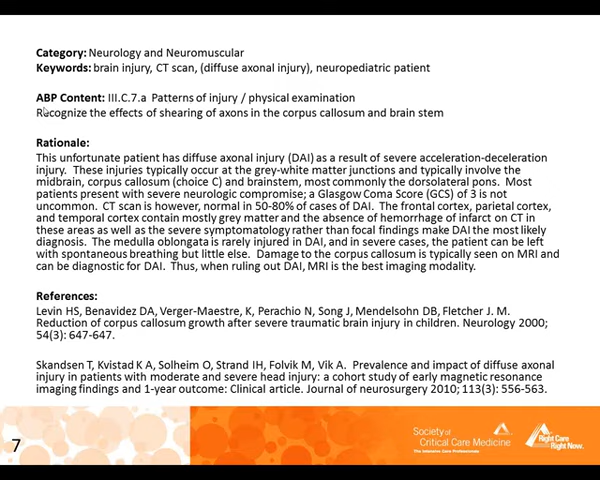 Category: Neurology and Neuromuscular
Keywords: brain injury, CT scan, (diffuse axonal injury), neuropediatric patient
ABP Content: III.C.7.a Patterns of injury / physical examination
Recognize the effects of shearing of axons in the corpus callosum and brain stem
Rationale:
This unfortunate patient has diffuse axonal injury (DAI) as a result of severe acceleration-deceleration
injury. These injuries typically occur at the grey-white matter junctions and typically involve the
midbrain, corpus callosum (choice C) and brainstem, most commonly the dorsolateral pons. Most
patients present with severe neurologic compromise; a Glasgow Coma Score (GCS) of 3 is not
uncommon. CT scan is however, normal in 50-80% of cases of DAI. The frontal cortex, parietal cortex,
and temporal cortex contain mostly grey matter and the absence of hemorrhage of infarct on CT in
these areas as well as the severe symptomatology rather than focal findings make DAI the most likely
diagnosis. The medulla oblongata is rarely injured in DAI, and in severe cases, the patient can be left
with spontaneous breathing but little else. Damage to the corpus callosum is typically seen on MRI and
can be diagnostic for DAI. Thus, when ruling out DAI, MRI is the best imaging modality.
References:
Levin HS, Benavidez DA, Verger-Maestre, K, Perachio N, Song J, Mendelsohn DB, Fletcher J. M.
Reduction of corpus callosum growth after severe traumatic brain injury in children. Neurology 2000;
54(3): 647-647.
Skandsen T, Kvistad K A, Solheim O, Strand IH, Folvik M, Vik A. Prevalence and impact of diffuse axonal
injury in patients with moderate and severe head injury: a cohort study of early magnetic resonance
imaging findings and 1-year outcome: Clinical article. Journal of neurosurgery 2010; 113(3): 556-563.
7
Society of
Critical Care Medicine
The Intensive Care Professionals
Right Care
Right Now.